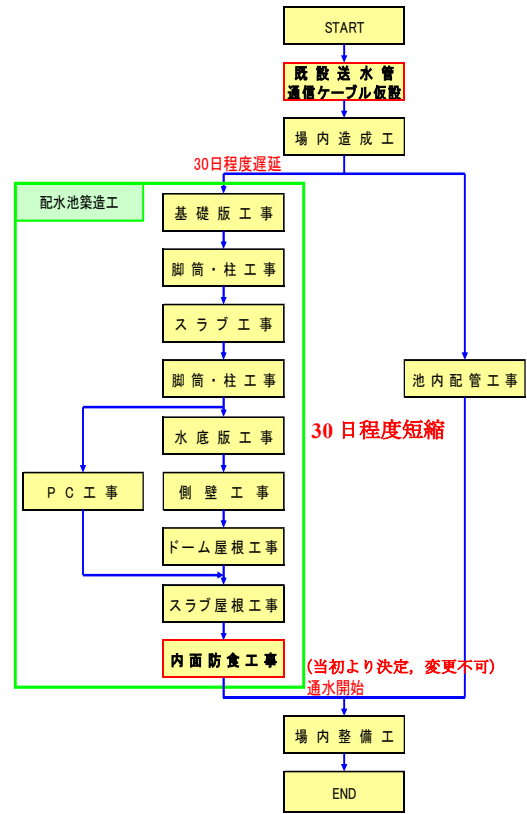 START
既設送水管
通信ケーブル仮設
場内造成工
30日程度遅延
配水池築造工
基礎版工事
脚筒・柱工事
スラブ工事
脚筒・柱工事
池内配管工事
水底版工事
30日程度短縮
PC工事
側壁工事
ドーム屋根工事
スラブ屋根工事
内面防食工事
(当初より決定，変更不可)
通水開始
場内整備工
END